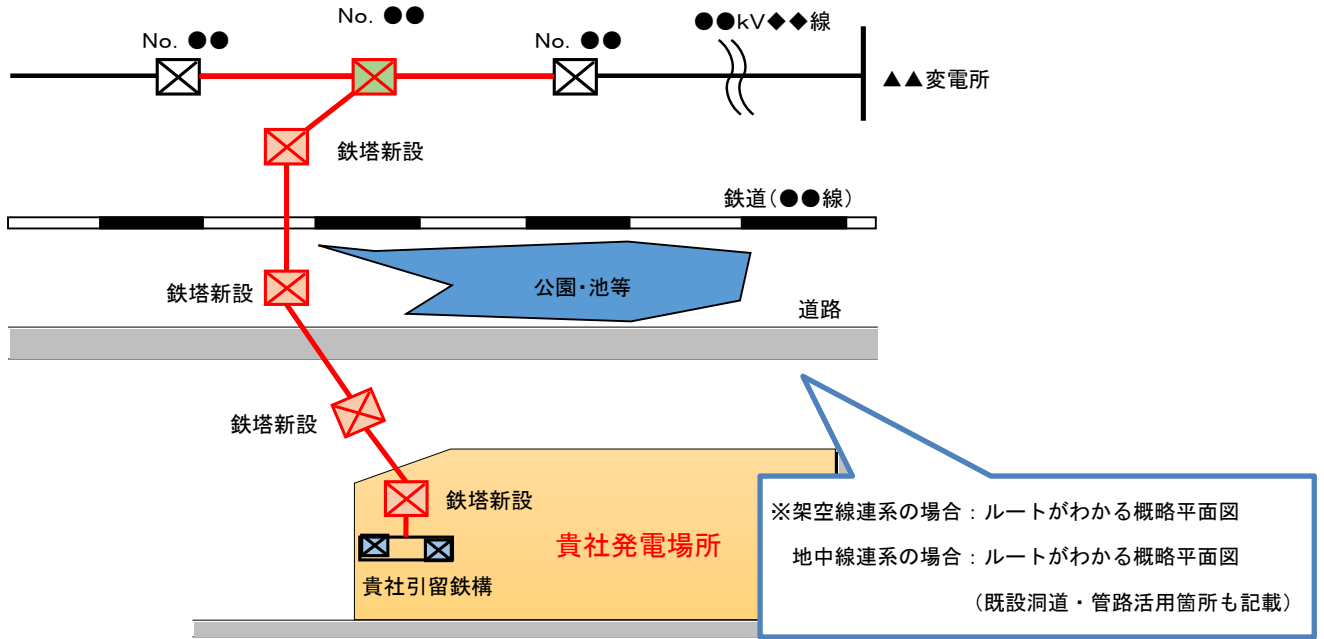 No. ●●
No. ●●
No. ●●
●●kV◆◆線
▲▲変電所
鉄塔新設
鉄道(●●線)
鉄塔新設
公園・池等
道路
鉄塔新設
鉄塔新設
貴社発電場所
貴社引留鉄構
※架空線連系の場合：ルートがわかる概略平面図
地中線連系の場合：ルートがわかる概略平面図
(既設洞道・管路活用箇所も記載)